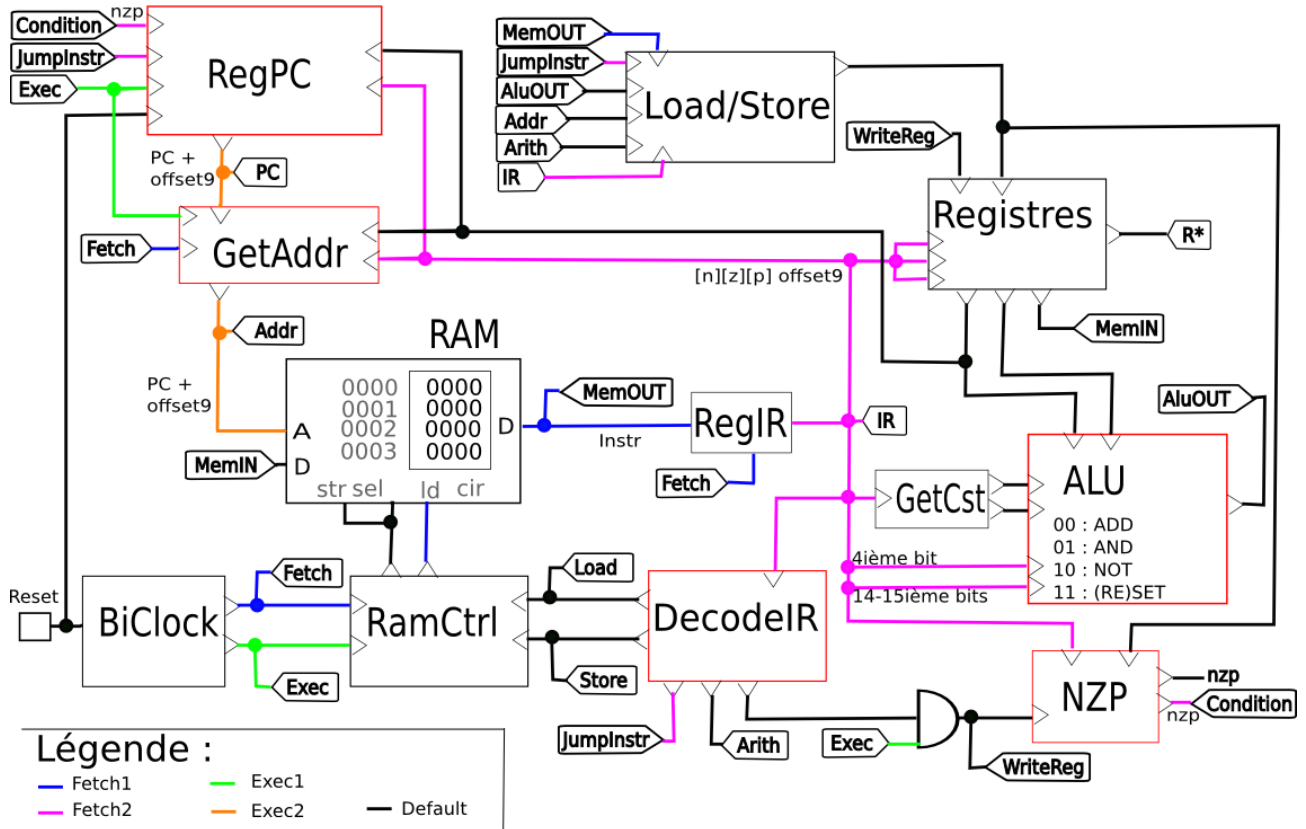 Condition
nzp
JumpInstr
Exec
RegPC
PC +
offset9
PC
Fetch
GetAddr
Addr
PC +
offset9
MemOUT
JumpInstr
AluOUT
Addr
Arith
IR
Load/Store
WriteReg
Registres
R*
MemIN
[n][z][p] offset9
RAM
0000 0000
0001 0000
0002 0000
0003 0000
A
D
D
MemIN
str sel ld cir
MemOUT
Instr
RegIR
Fetch
IR
AluOUT
GetCst
ALU
00 : ADD
01 : AND
10 : NOT
11 : (RE)SET
4ième bit
14-15ième bits
Reset
BiClock
Fetch
Exec
RamCtrl
Load
Store
DecodeIR
JumpInstr
Arith
Exec
WriteReg
NZP
nzp
Condition
nzp
Légende :
Fetch1
Exec1
Fetch2
Exec2
Default